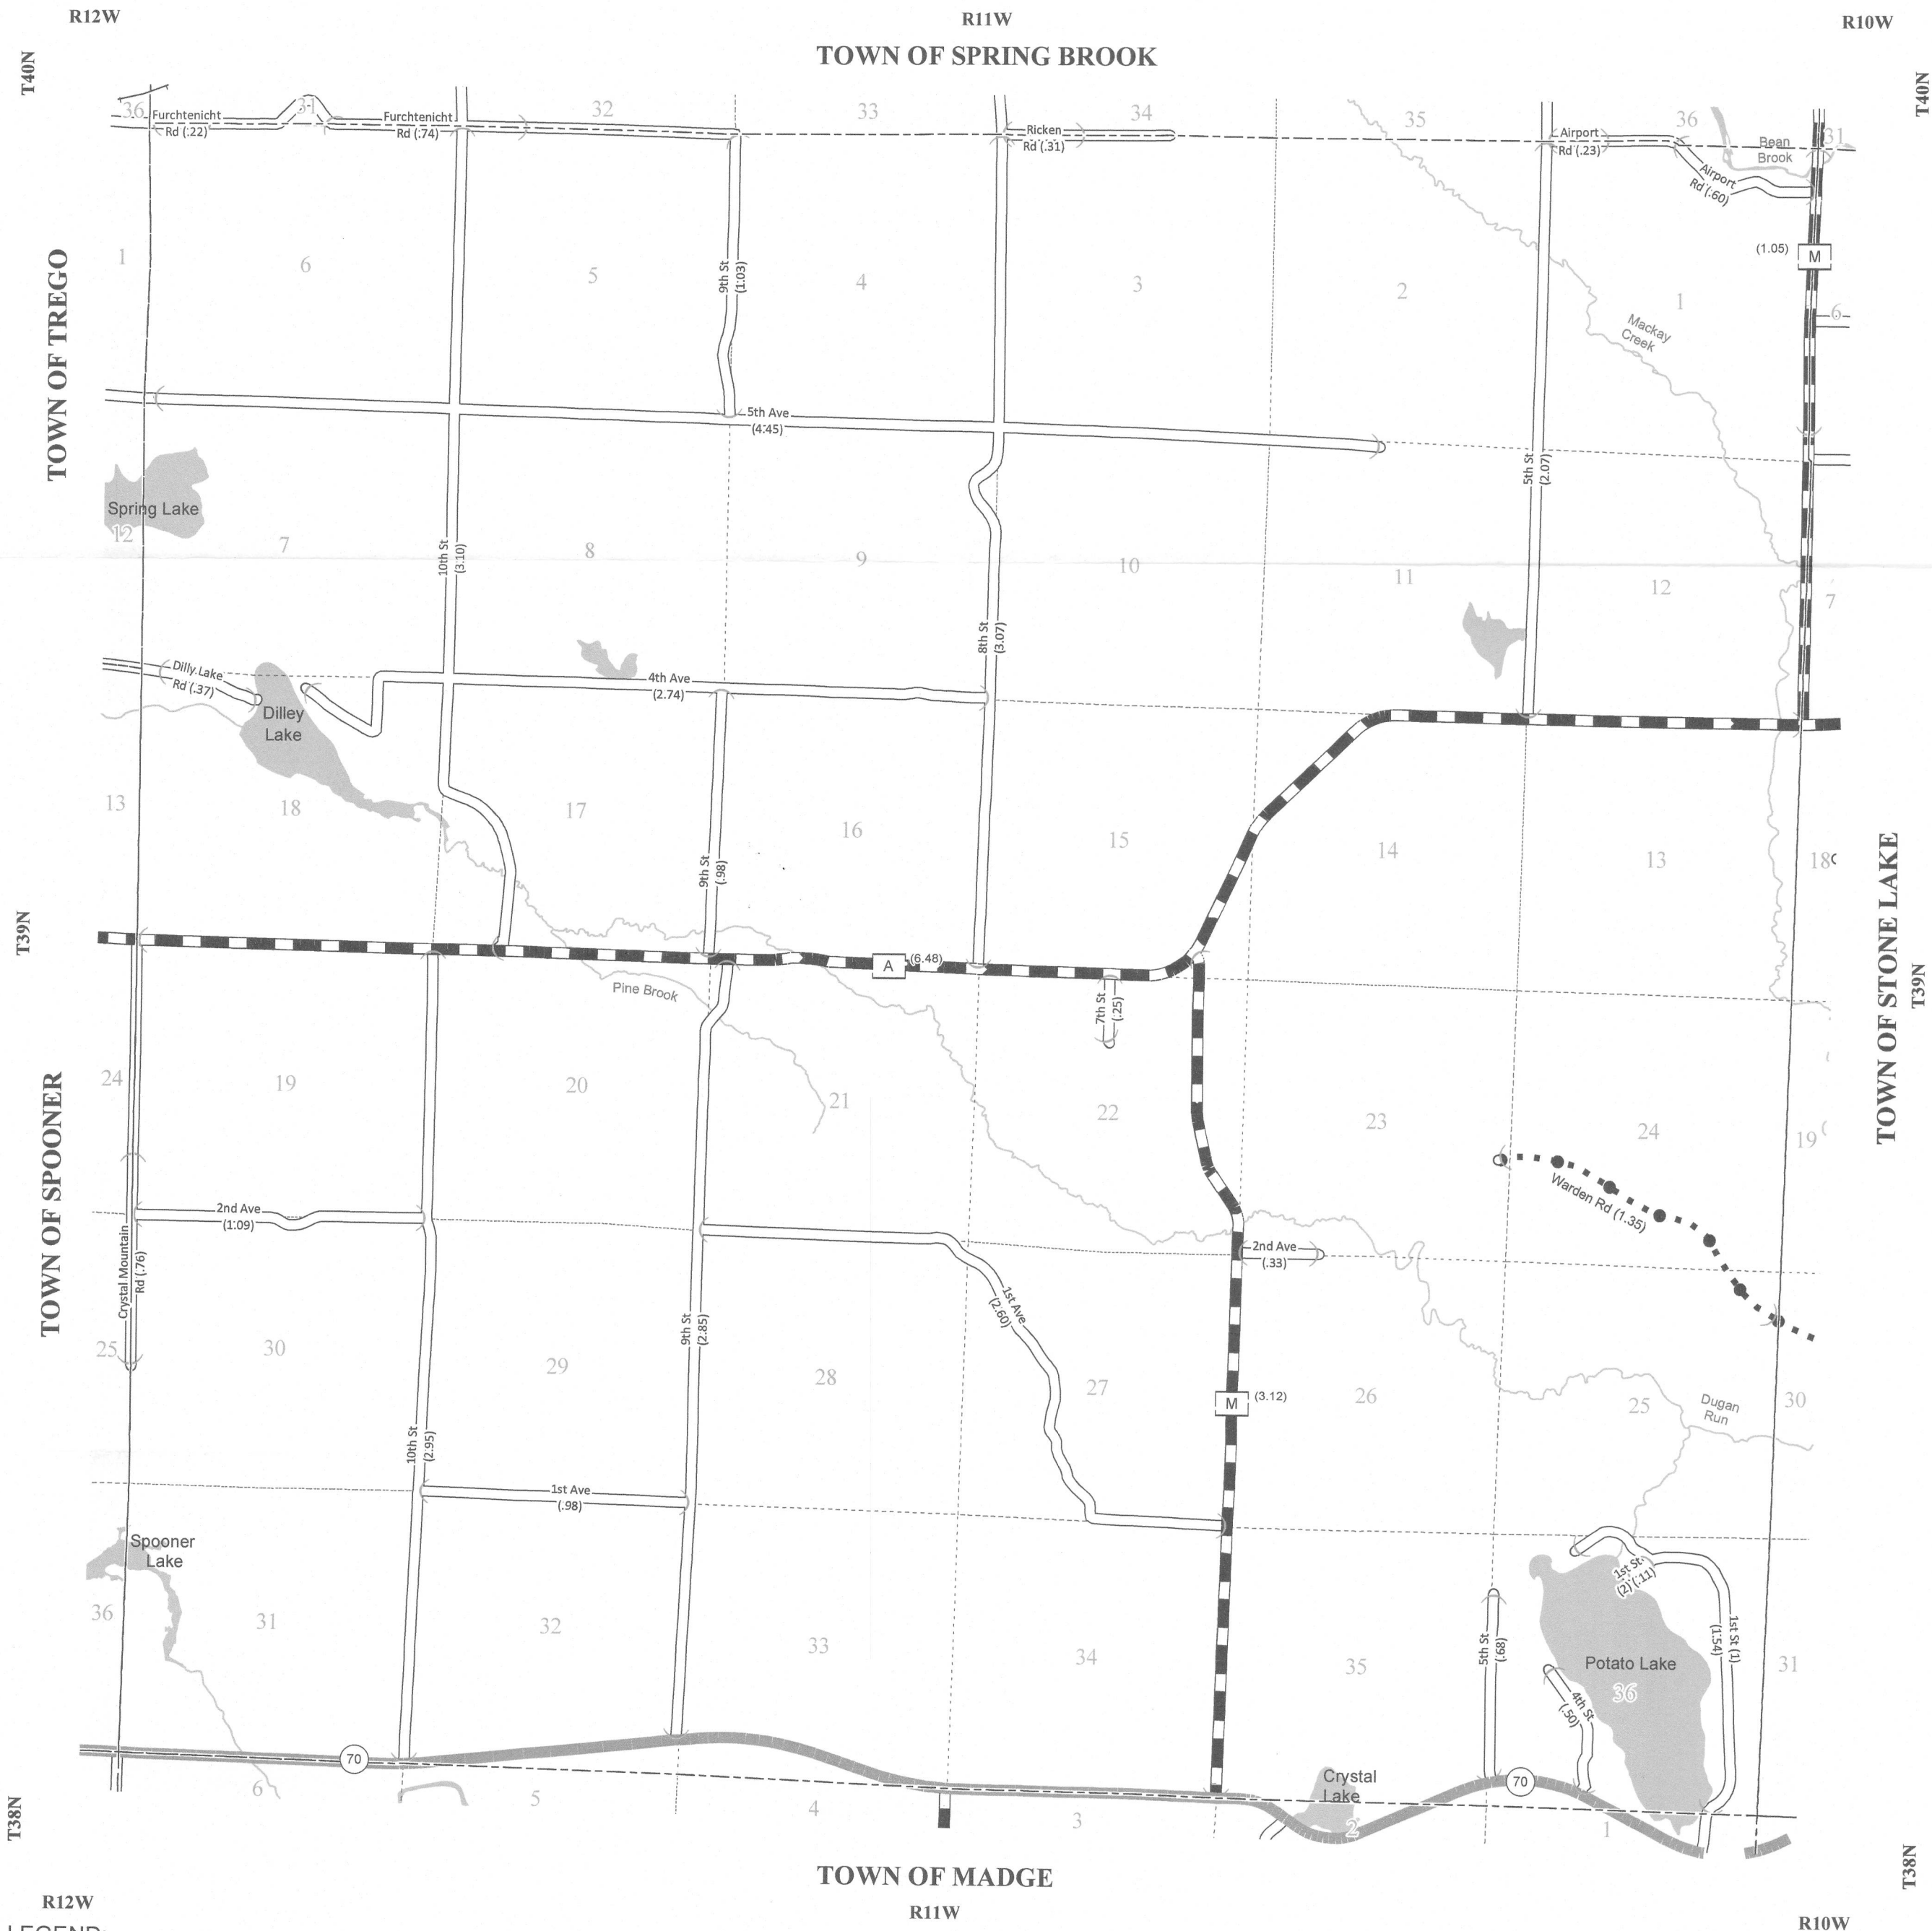 R12W
R11W
R10W
TOWN OF SPRING BROOK
T40N
T40N
36
Furchtenicht
Rd (.22)
31
Furchtenicht
Rd (.74)
32
33
Ricken
Rd (.31)
34
35
Airport
Rd (.23)
36
Bean
Brook
31
Airport
Rd (.60)
TOWN OF TREGO
1
6
5
9th St
(1.03)
4
3
2
1
(1.05)
M
6
Mackay
Creek
5th Ave
(4.45)
5th St
(2.07)
Spring Lake
12
7
10th St
(3.10)
8
9
10
11
12
7
8th St
(3.07)
Dilly Lake
Rd (.37)
4th Ave
(2.74)
Dilley
Lake
13
18
17
16
15
14
13
18
9th St
(.98)
T39N
A
(6.48)
Pine Brook
7th St
(.25)
TOWN OF STONE LAKE
T39N
TOWN OF SPOONER
24
19
20
21
22
23
24
19
Warden Rd (1.35)
2nd Ave
(1.09)
2nd Ave
(.33)
Crystal Mountain
Rd (.76)
9th St
(2.85)
1st Ave
(2.60)
25
30
29
28
27
26
25
30
M
(3.12)
Dugan
Run
10th St
(2.95)
1st Ave
(.98)
Spooner
Lake
1st St
(2) (.11)
36
31
32
33
34
35
5th St
(.68)
Potato Lake
36
1st St (1)
(1.54)
31
4th St
(.50)
70
6
5
4
3
Crystal
Lake
2
70
1
T38N
T38N
TOWN OF MADGE
R12W
R11W
R10W
LEGEND: